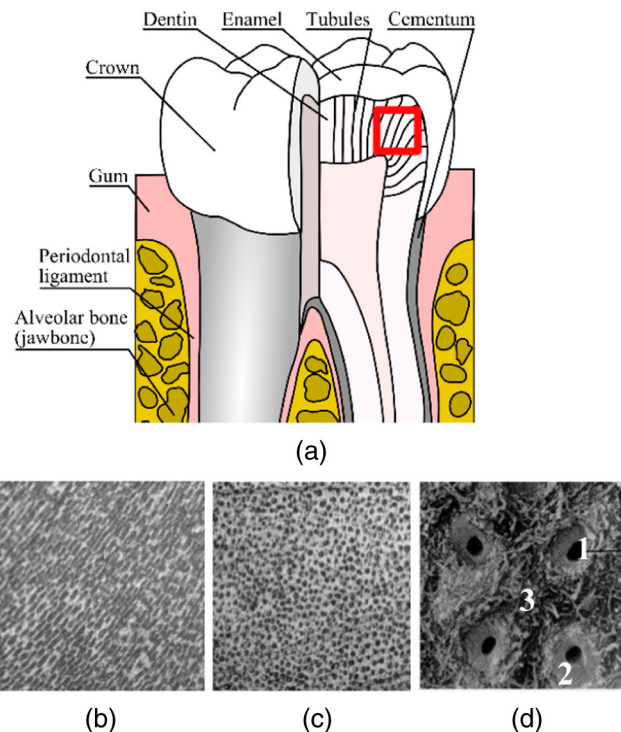 Dentin Enamel Tubules Cementum
Crown
Gum
Periodontal
ligament
Alveolar bone
(jawbone)
(a)
1
3
2
(b) (c) (d)